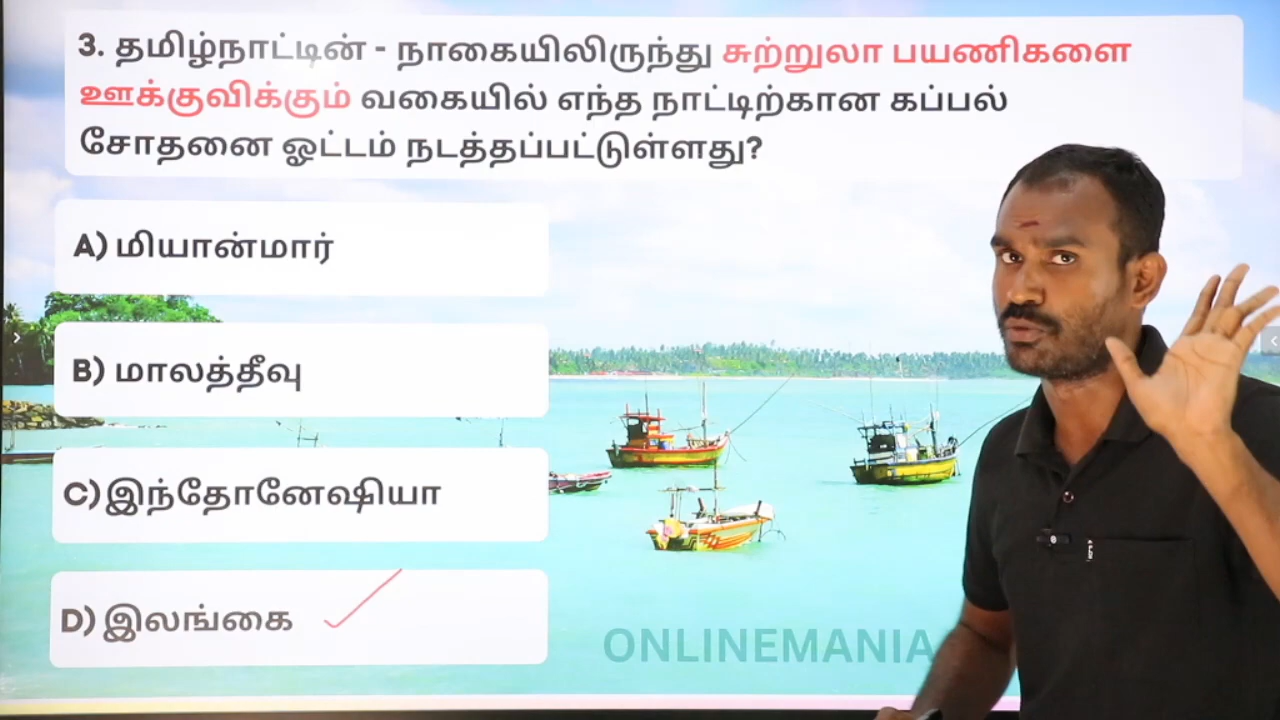 3. தமிழ்நாட்டின் - நாகையிலிருந்து சுற்றுலா பயணிகளை
ஊக்குவிக்கும் வகையில் எந்த நாட்டிற்கான கப்பல்
சோதனை ஓட்டம் நடத்தப்பட்டுள்ளது?
A) மியான்மார்
B) மாலத்தீவு
C) இந்தோனேஷியா
D) இலங்கை
ONLINEMANIA